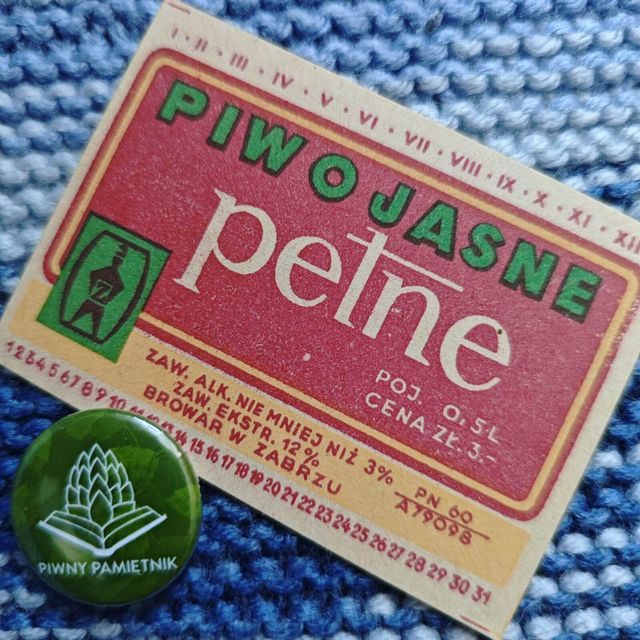 I · II · III · IV · V · VI · VII · VIII · IX · X · XI · XII
PIWO JASNE
pełne
POJ. 0,5L
CENA ZŁ 3.-
ZAW. ALK. NIE MNIEJ NIŻ 3%
ZAW. EKSTR. 12%
BROWAR W ZABRZU
PN 60
A79098
1 2 3 4 5 6 7 8 9 10 11 12 13 14 15 16 17 18 19 20 21 22 23 24 25 26 27 28 29 30 31
PIWNY PAMIĘTNIK